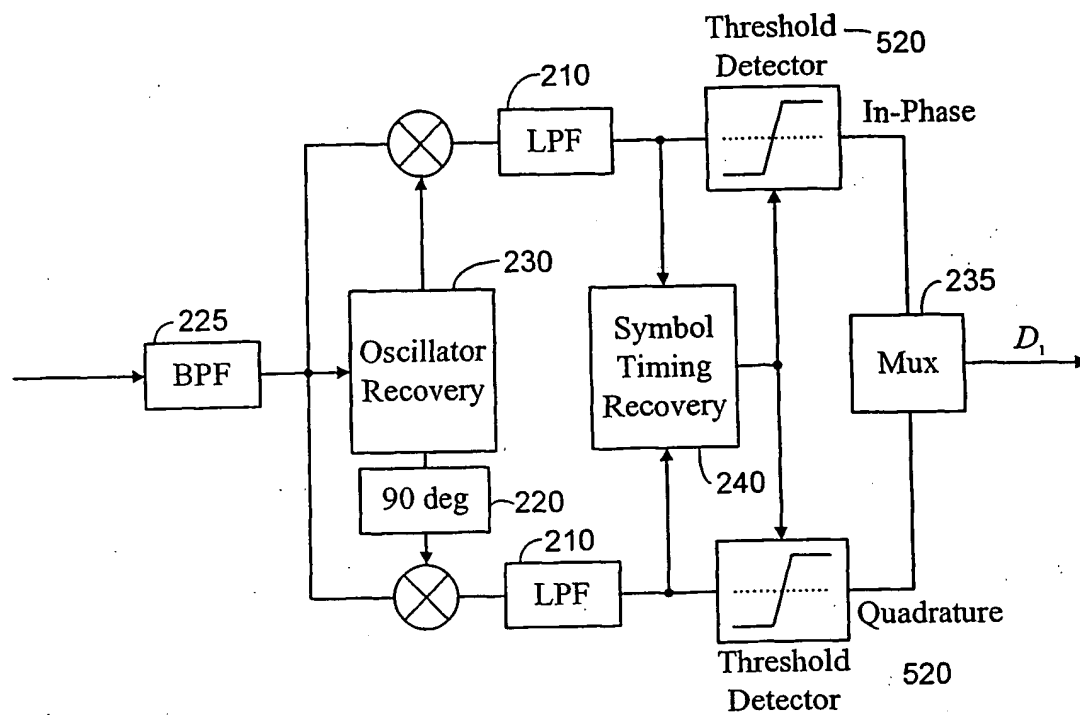 Threshold
Detector
520
210
LPF
In-Phase
230
Oscillator
Recovery
225
BPF
Symbol
Timing
Recovery
240
235
Mux
D₁
90 deg
220
210
LPF
Quadrature
Threshold
Detector
520